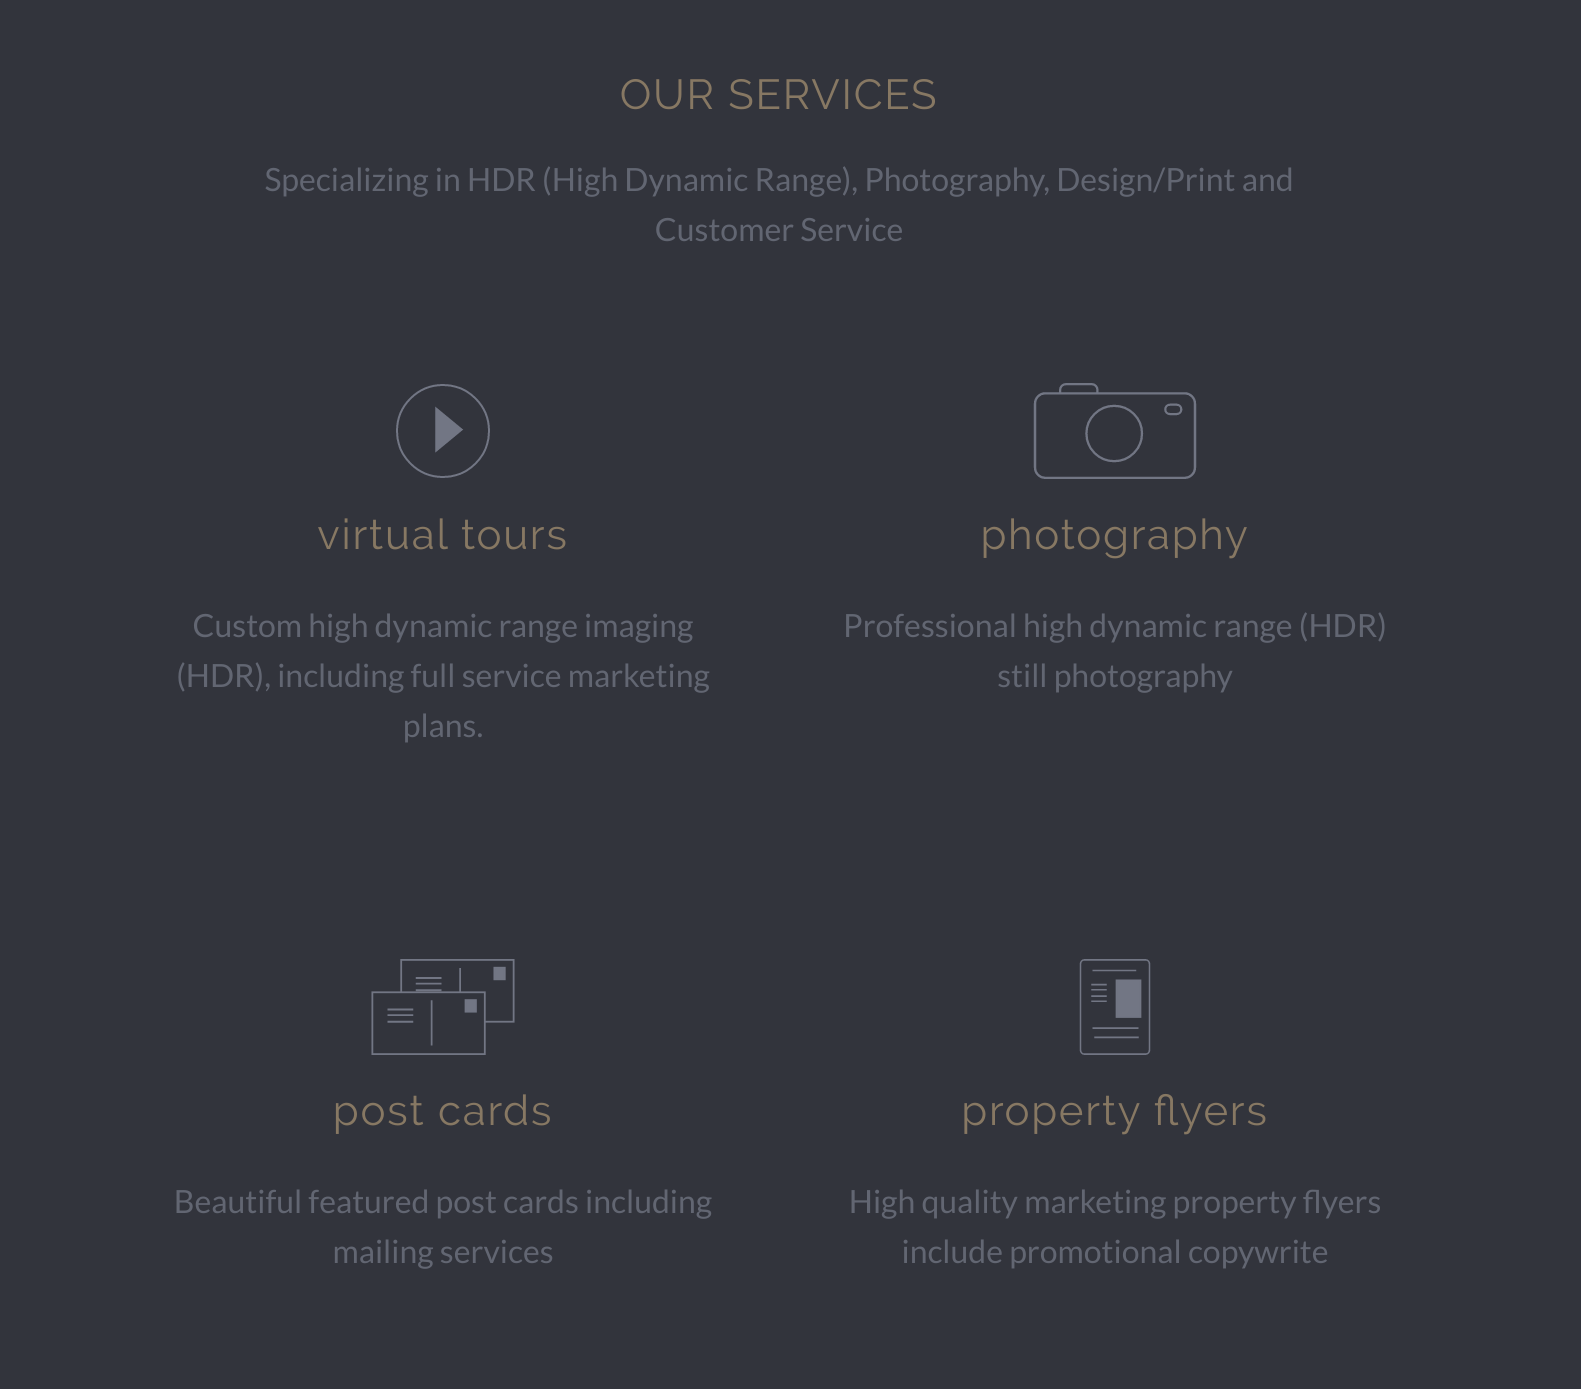 OUR SERVICES
Specializing in HDR (High Dynamic Range), Photography, Design/Print and
Customer Service
virtual tours
Custom high dynamic range imaging
(HDR), including full service marketing
plans.
photography
Professional high dynamic range (HDR)
still photography
post cards
Beautiful featured post cards including
mailing services
property flyers
High quality marketing property flyers
include promotional copywrite